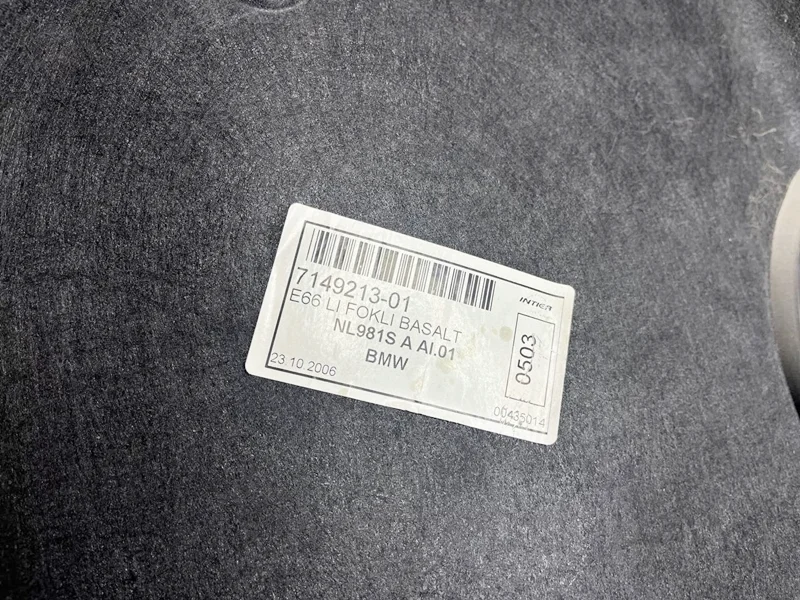 7149213-01
INTIER
E66 LI FOKLI BASALT
NL981S A AI.01
BMW
0503
23.10.2006
00435014